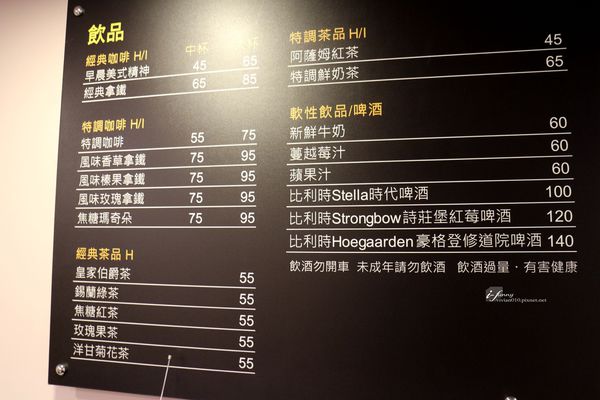 飲品
經典咖啡 H/I 中杯 杯
早晨美式精神 45 65
經典拿鐵 65 85
特調咖啡 H/I
特調咖啡 55 75
風味香草拿鐵 75 95
風味榛果拿鐵 75 95
風味玫瑰拿鐵 75 95
焦糖瑪奇朵 75 95
經典茶品 H
皇家伯爵茶 55
錫蘭綠茶 55
焦糖紅茶 55
玫瑰果茶 55
洋甘菊花茶 55
特調茶品 H/I
阿薩姆紅茶 45
特調鮮奶茶 65
軟性飲品/啤酒
新鮮牛奶 60
蔓越莓汁 60
蘋果汁 60
比利時Stella時代啤酒 100
比利時Strongbow詩莊堡紅莓啤酒 120
比利時Hoegaarden豪格登修道院啤酒 140
飲酒勿開車 未成年請勿飲酒 飲酒過量．有害健康